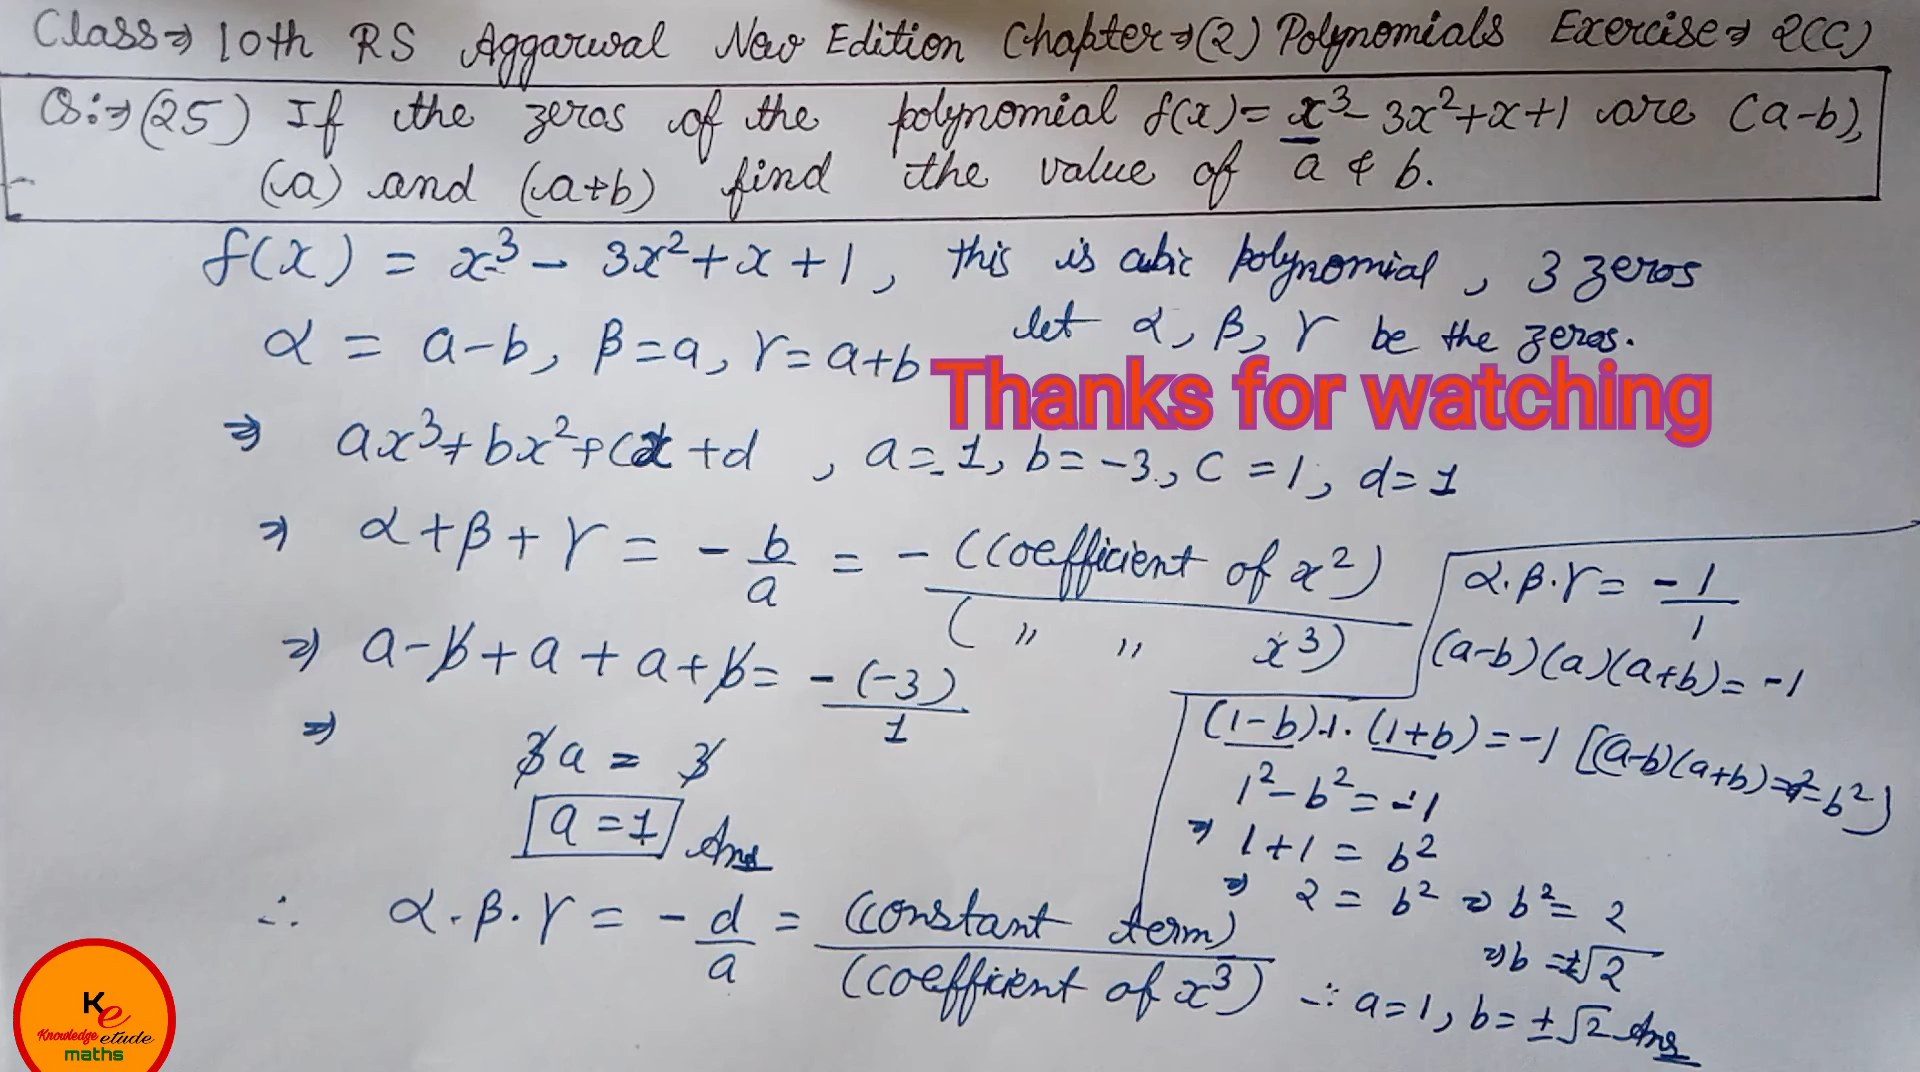 Class⇒ 10th RS Aggarwal New Edition Chapter⇒(2) Polynomials Exercise⇒ 2(C)
Q:⇒(25) If the zeros of the polynomial f(x)= x³- 3x²+x+1 are (a-b),
(a) and (a+b) find the value of a & b.
f(x) = x³ - 3x²+x+1, this is cubic polynomial, 3 zeros
let α, β, γ be the zeros.
α = a-b, β=a, γ=a+b
Thanks for watching
⇒ ax³+bx²+cx+d , a=1, b=-3, c=1, d=1
⇒ α+β+γ = -b/a = -(coefficient of x²)/( " " x³)
⇒ a-b+a+a+b= -(-3)/1
⇒ 3a = 3
a=1 Ans
∴ α.β.γ = -d/a = (constant term)/(coefficient of x³)
α.β.γ= -1/1
(a-b)(a)(a+b)= -1
(1-b).1.(1+b)=-1 [(a-b)(a+b)=a²-b²]
1²-b²=-1
⇒ 1+1 = b²
⇒ 2 = b² ⇒ b²= 2
⇒b =±√2
∴ a=1, b=±√2 Ans
Ke
Knowledge etude
maths